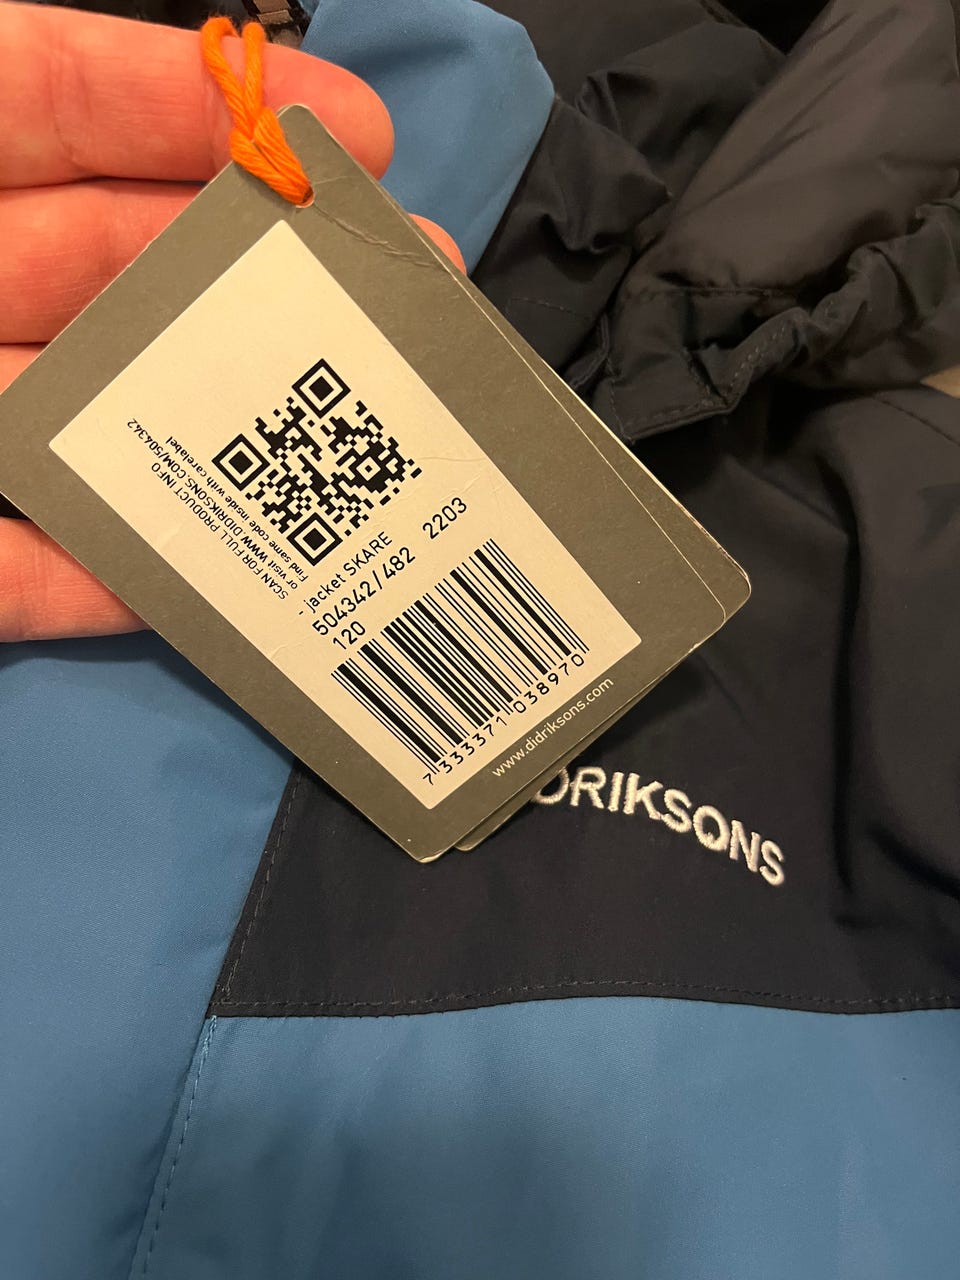 SCAN FOR FULL PRODUCT INFO
or visit WWW.DIDRIKSONS.COM/504342
Find same code inside with carelabel
- jacket SKARE
504342/482 2203
120
7 333371 038970
www.didriksons.com
DRIKSONS